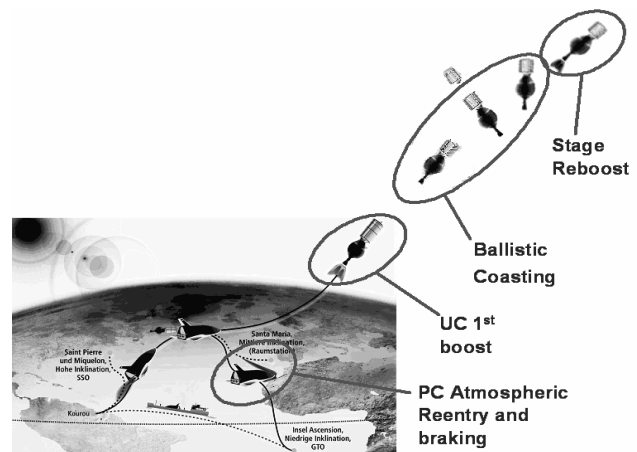 Stage
Reboost
Ballistic
Coasting
UC 1st
boost
PC Atmospheric
Reentry and
braking
Santa Maria,
Mittlere Inklination,
(Raumstation)
Saint Pierre
und Miquelon,
Hohe Inklination,
SSO
Kourou
Insel Ascension,
Niedrige Inklination,
GTO